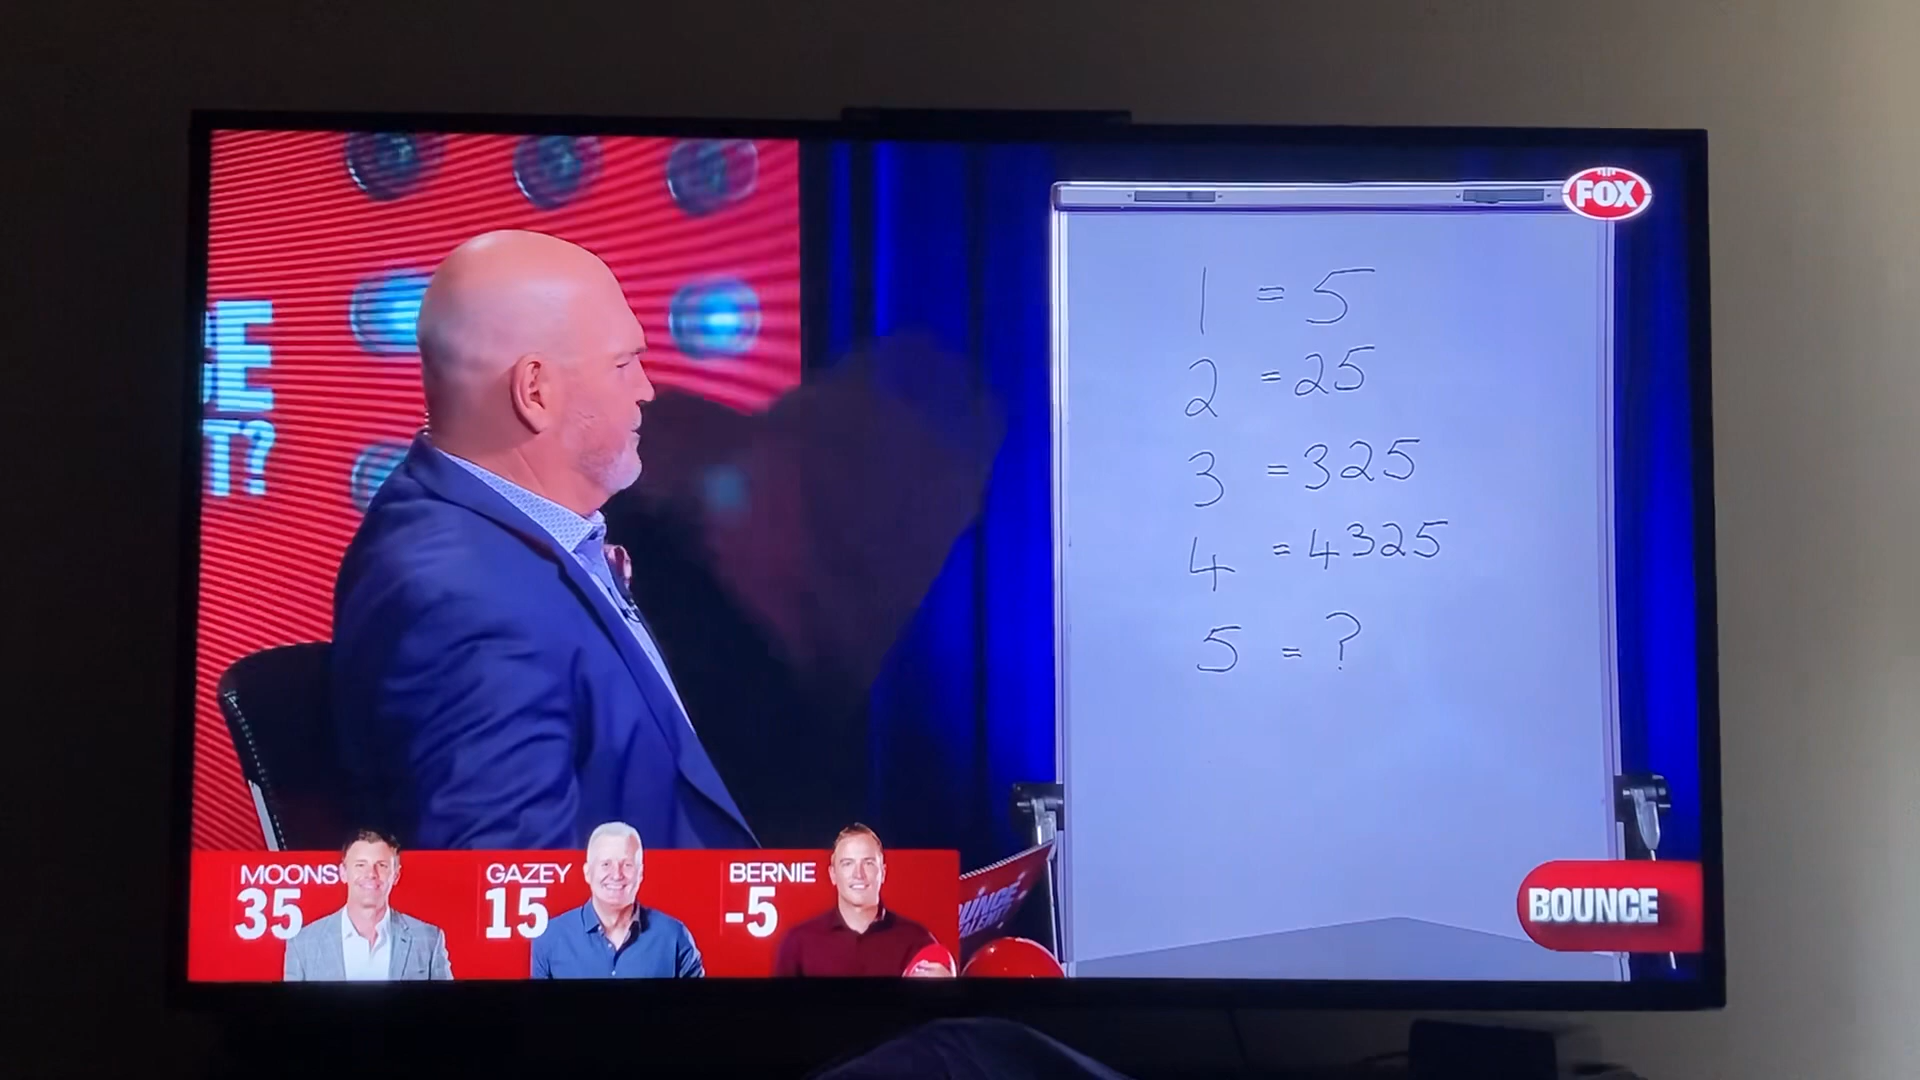 E
T?
FOX
1 = 5
2 = 25
3 = 325
4 = 4325
5 = ?
MOONS
35
GAZEY
15
BERNIE
-5
BOUNCE